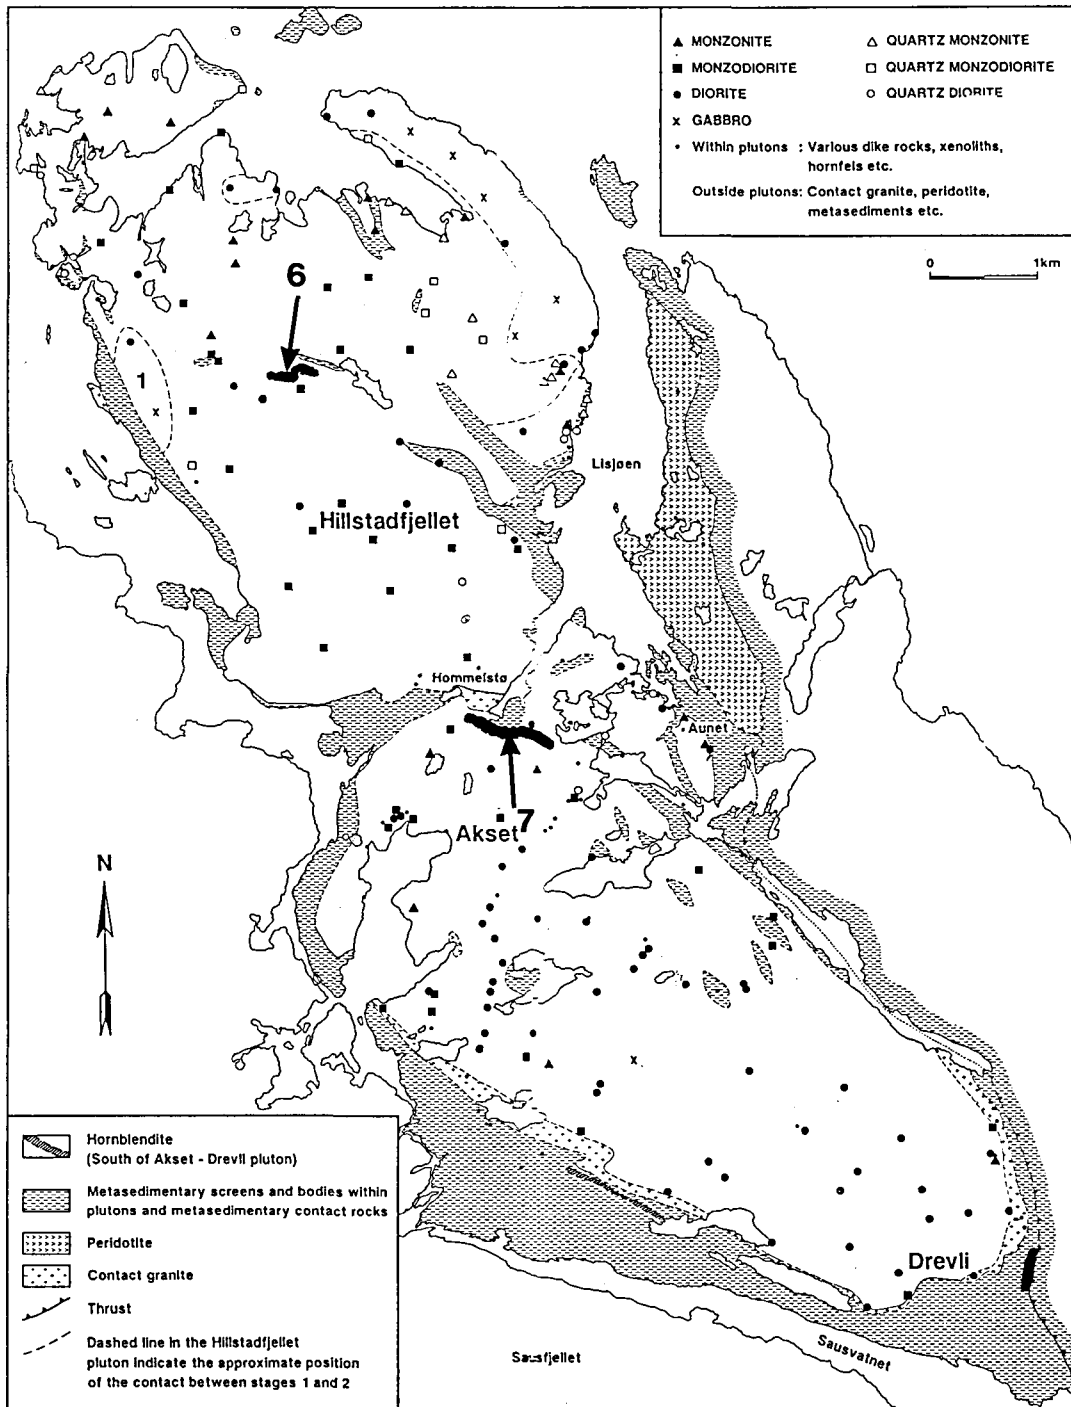 MONZONITE
QUARTZ MONZONITE
MONZODIORITE
QUARTZ MONZODIORITE
DIORITE
QUARTZ DIORITE
GABBRO
Within plutons : Various dike rocks, xenoliths,
hornfels etc.
Outside plutons: Contact granite, peridotite,
metasediments etc.
0 1km
6
1
Lisjøen
Hillstadfjellet
Hommelstø
Aunet
7
Akset
N
Drevli
Sausvatnet
Sausfjellet
Hornblendite
(South of Akset - Drevli pluton)
Metasedimentary screens and bodies within
plutons and metasedimentary contact rocks
Peridotite
Contact granite
Thrust
Dashed line in the Hillstadfjellet
pluton indicate the approximate position
of the contact between stages 1 and 2